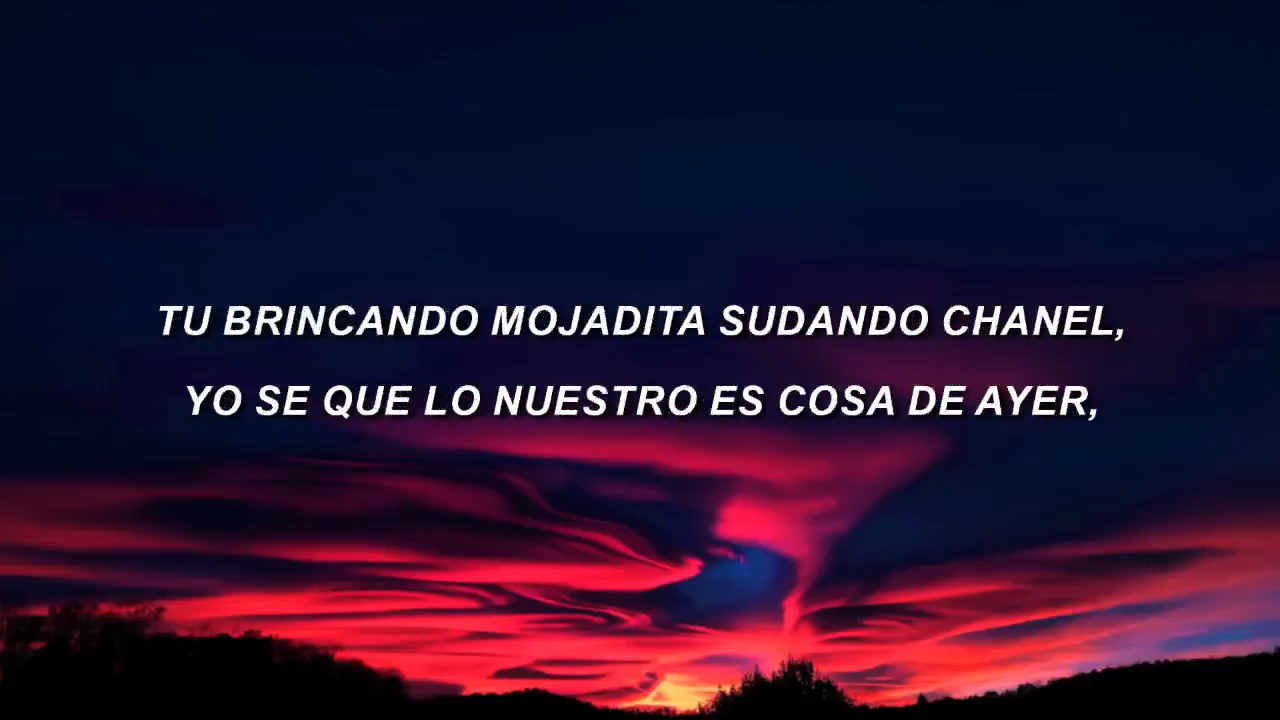 TU BRINCANDO MOJADITA SUDANDO CHANEL,
YO SE QUE LO NUESTRO ES COSA DE AYER,